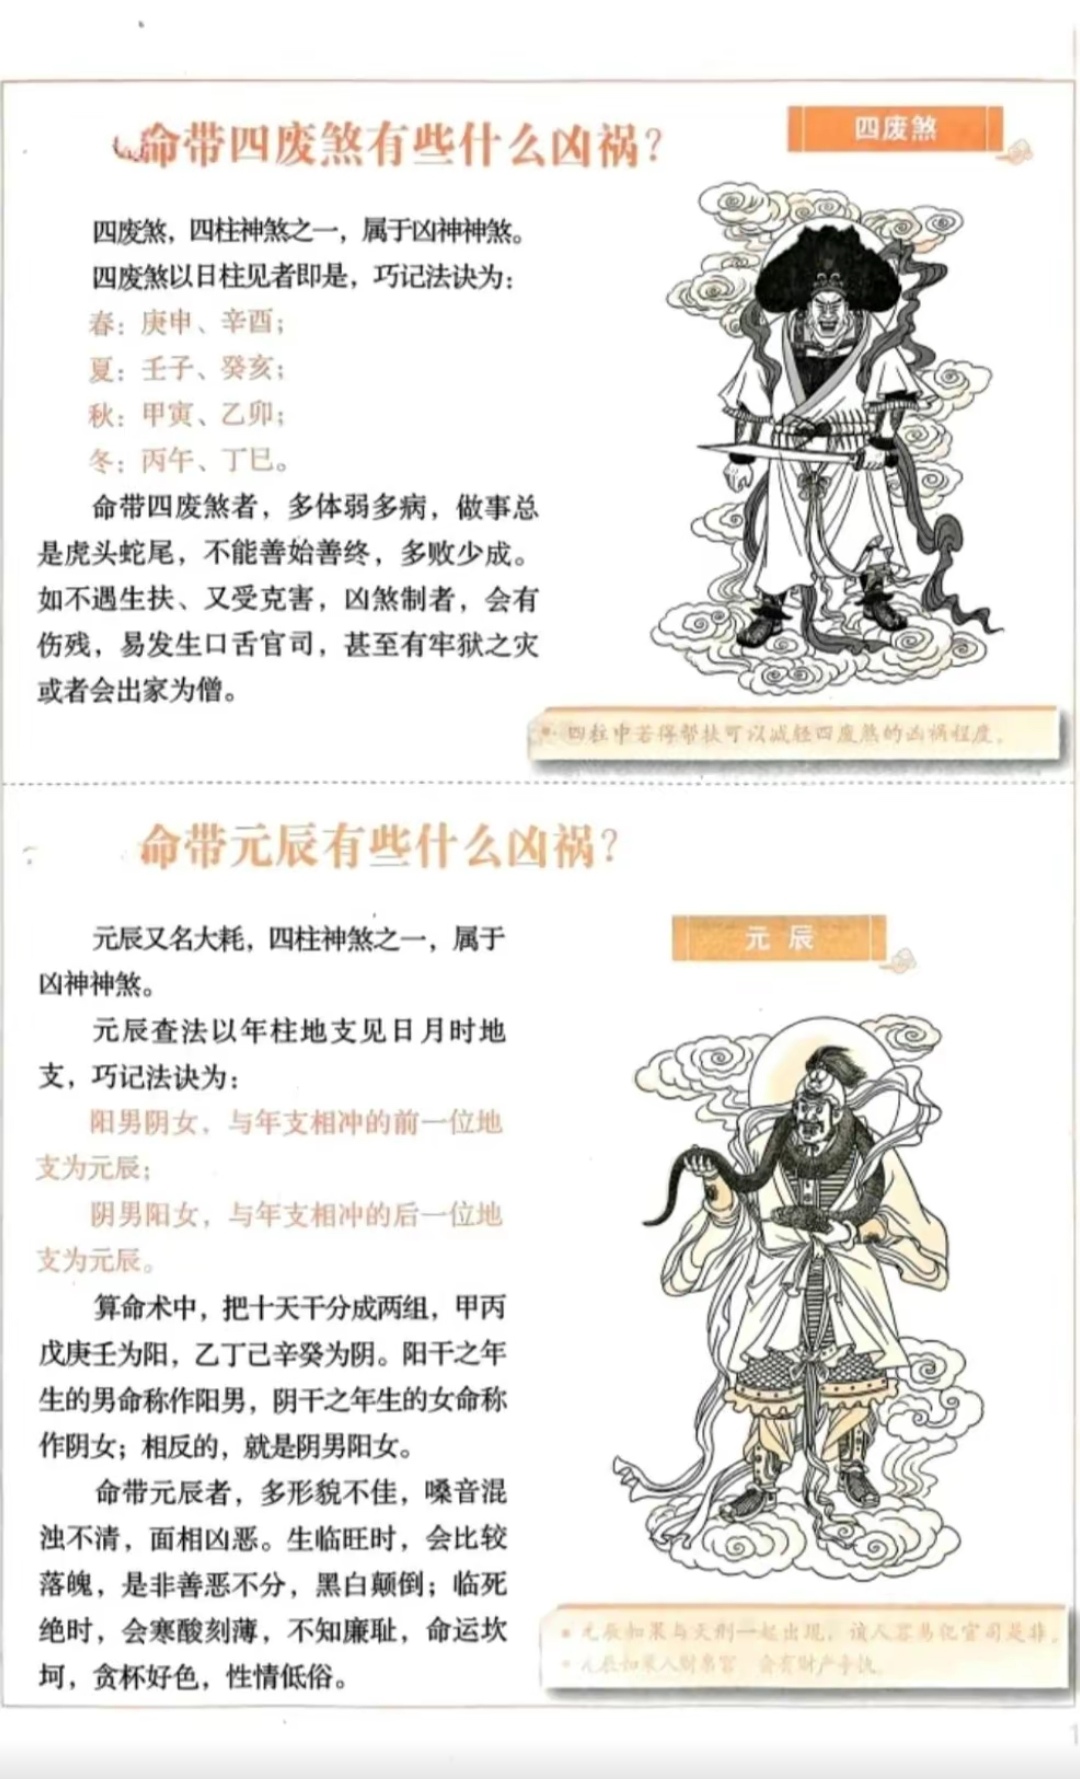 命带四废煞有些什么凶祸？
四废煞
四废煞，四柱神煞之一，属于凶神神煞。
四废煞以日柱见者即是，巧记法诀为：
春：庚申、辛酉；
夏：壬子、癸亥；
秋：甲寅、乙卯；
冬：丙午、丁巳。
命带四废煞者，多体弱多病，做事总
是虎头蛇尾，不能善始善终，多败少成。
如不遇生扶、又受克害，凶煞制者，会有
伤残，易发生口舌官司，甚至有牢狱之灾
或者会出家为僧。
四柱中若得帮扶可以减轻四废煞的凶祸程度。
命带元辰有些什么凶祸？
元辰
元辰又名大耗，四柱神煞之一，属于
凶神神煞。
元辰查法以年柱地支见日月时地
支，巧记法诀为：
阳男阴女，与年支相冲的前一位地
支为元辰；
阴男阳女，与年支相冲的后一位地
支为元辰。
算命术中，把十天干分成两组，甲丙
戊庚壬为阳，乙丁己辛癸为阴。阳干之年
生的男命称作阳男，阴干之年生的女命称
作阴女；相反的，就是阴男阳女。
命带元辰者，多形貌不佳，嗓音混
浊不清，面相凶恶。生临旺时，会比较
落魄，是非善恶不分，黑白颠倒；临死
绝时，会寒酸刻薄，不知廉耻，命运坎
坷，贪杯好色，性情低俗。
元辰如果与天刑一起出现，该人容易犯官司是非。
元辰如果入财帛宫，会有财产